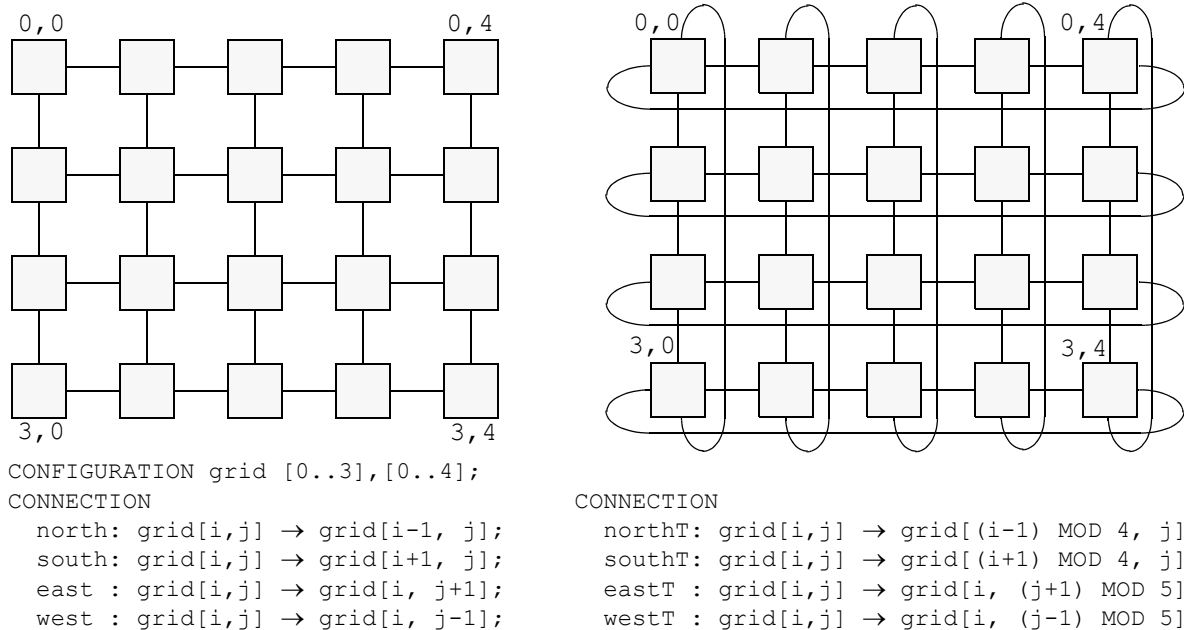 0,0
0,4
3,0
3,4
CONFIGURATION grid [0..3],[0..4];
CONNECTION
north: grid[i,j] → grid[i-1, j];
south: grid[i,j] → grid[i+1, j];
east : grid[i,j] → grid[i, j+1];
west : grid[i,j] → grid[i, j-1];
0,0
0,4
3,0
3,4
CONNECTION
northT: grid[i,j] → grid[(i-1) MOD 4, j]
southT: grid[i,j] → grid[(i+1) MOD 4, j]
eastT : grid[i,j] → grid[i, (j+1) MOD 5]
westT : grid[i,j] → grid[i, (j-1) MOD 5]